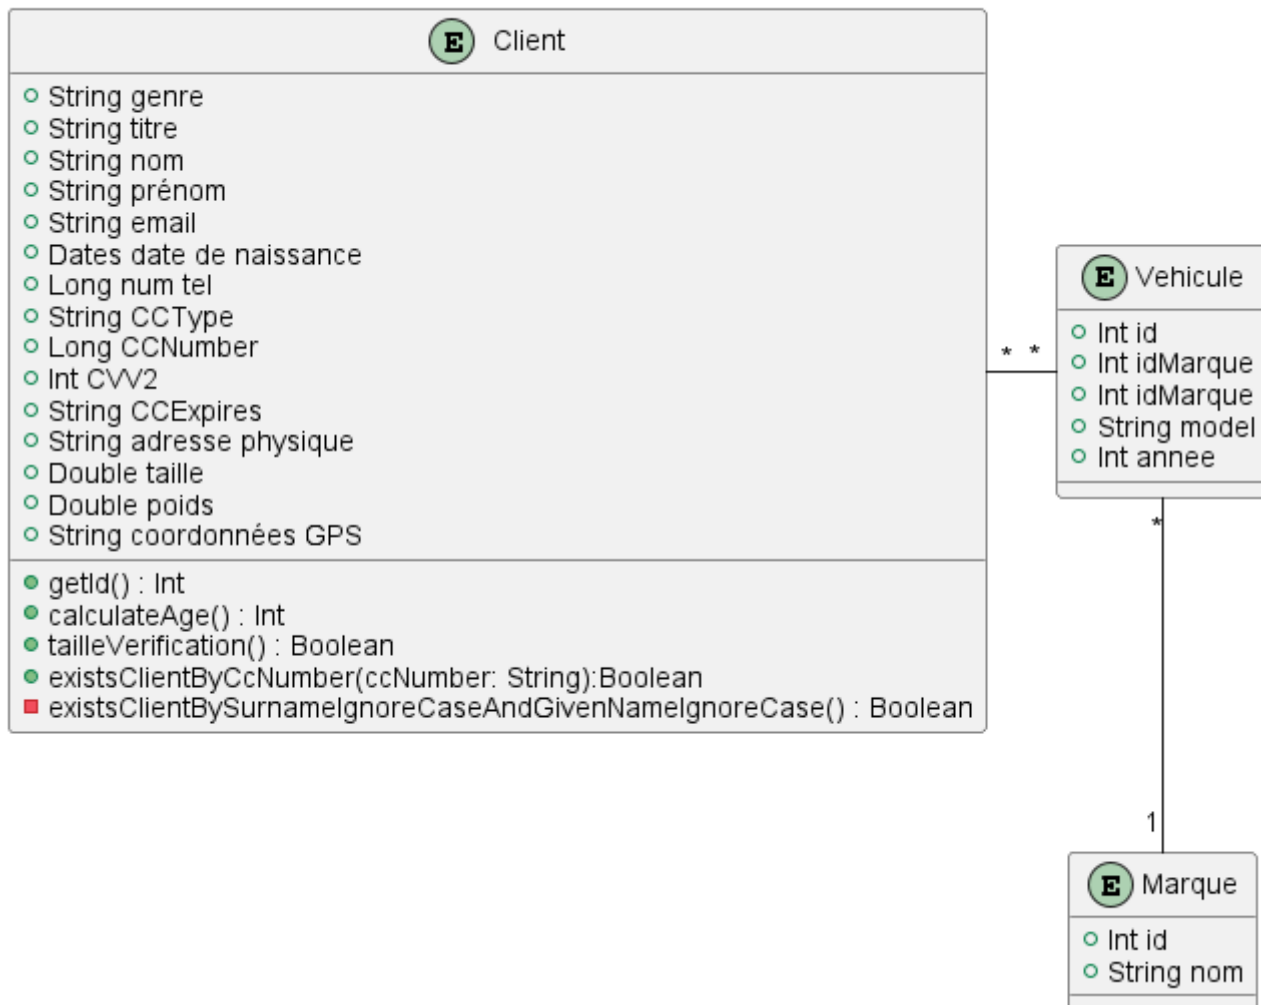 E Client
String genre
String titre
String nom
String prénom
String email
Dates date de naissance
Long num tel
String CCType
Long CCNumber
Int CVV2
String CCExpires
String adresse physique
Double taille
Double poids
String coordonnées GPS
getId() : Int
calculateAge() : Int
tailleVerification() : Boolean
existsClientByCcNumber(ccNumber: String):Boolean
existsClientBySurnameIgnoreCaseAndGivenNameIgnoreCase() : Boolean
* *
E Vehicule
Int id
Int idMarque
Int idMarque
String model
Int annee
*
1
E Marque
Int id
String nom